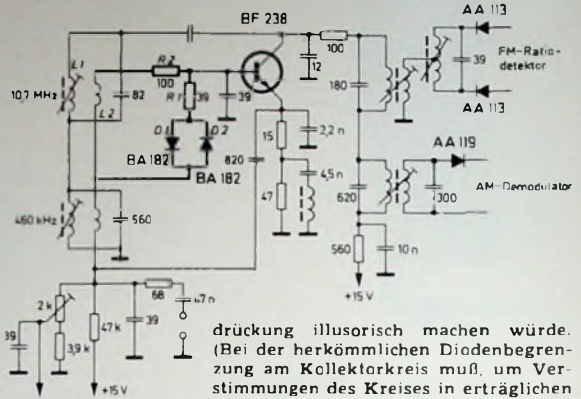 BF 238
AA 113
L1
R2
100
12
100
FM-Ratio-
detektor
39
10,7 MHz
82
R1
39
39
180
L2
AA 113
D1
D2
2,2 n
15
BA 182
BA 182
820
AA 119
4,5 n
460 kHz
560
47
620
300
AM-Demodulator
560
10 n
2 k
68
47 n
+15 V
39
47 k
39
3,9 k
+15 V
drückung illusorisch machen würde.
(Bei der herkömmlichen Diodenbegren-
zung am Kollektorkreis muß, um Ver-
stimmungen des Kreises in erträglichen